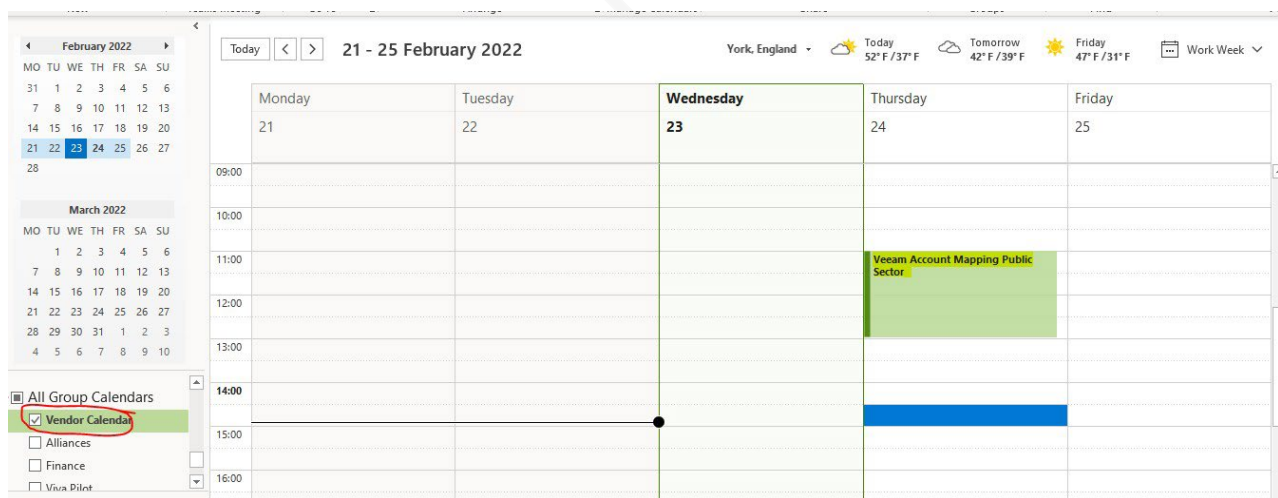 February 2022
MO TU WE TH FR SA SU
31 1 2 3 4 5 6
7 8 9 10 11 12 13
14 15 16 17 18 19 20
21 22 23 24 25 26 27
28
March 2022
MO TU WE TH FR SA SU
1 2 3 4 5 6
7 8 9 10 11 12 13
14 15 16 17 18 19 20
21 22 23 24 25 26 27
28 29 30 31 1 2 3
4 5 6 7 8 9 10
All Group Calendars
Vendor Calendar
Alliances
Finance
Viva Pilot
Today
21 - 25 February 2022
York, England
Today
52°F/37°F
Tomorrow
42°F/39°F
Friday
47°F/31°F
Work Week
Monday Tuesday Wednesday Thursday Friday
21 22 23 24 25
09:00
10:00
11:00
Veeam Account Mapping Public
Sector
12:00
13:00
14:00
15:00
16:00